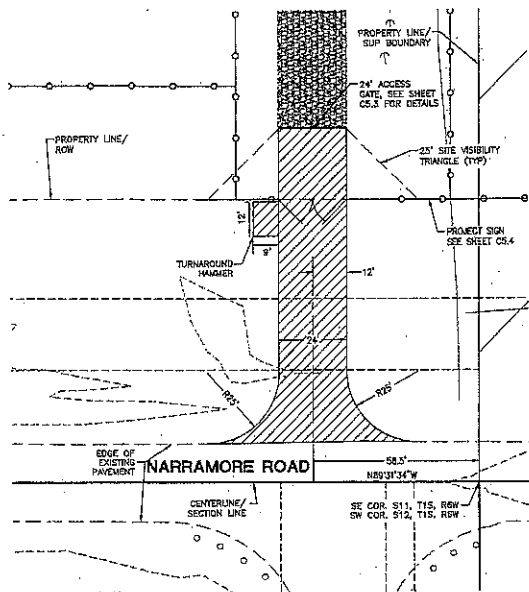 PROPERTY LINE/
SUP BOUNDARY
24' ACCESS
GATE, SEE SHEET
C5.3 FOR DETAILS
PROPERTY LINE/
ROW
25' SITE VISIBILITY
TRIANGLE (TYP)
12'
9'
PROJECT SIGN
SEE SHEET C5.4
TURNAROUND
HAMMER
12'
24'
R25'
R25'
EDGE OF
EXISTING
PAVEMENT
NARRAMORE ROAD
58.3'
N89°31'34"W
CENTERLINE/
SECTION LINE
SE COR. S11, T1S, R6W
SW COR. S12, T1S, R6W